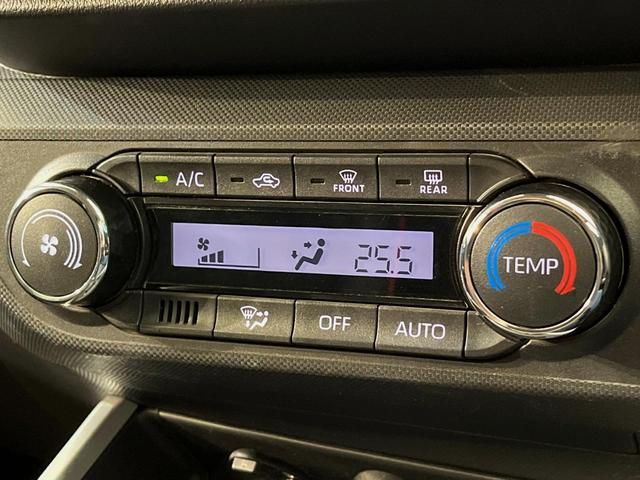 A/C
FRONT
REAR
25.5
TEMP
OFF
AUTO